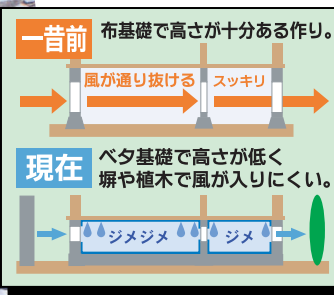 一昔前
布基礎で高さが十分ある作り。
風が通り抜ける
スッキリ
現在
ベタ基礎で高さが低く
塀や植木で風が入りにくい。
ジメジメ
ジメ